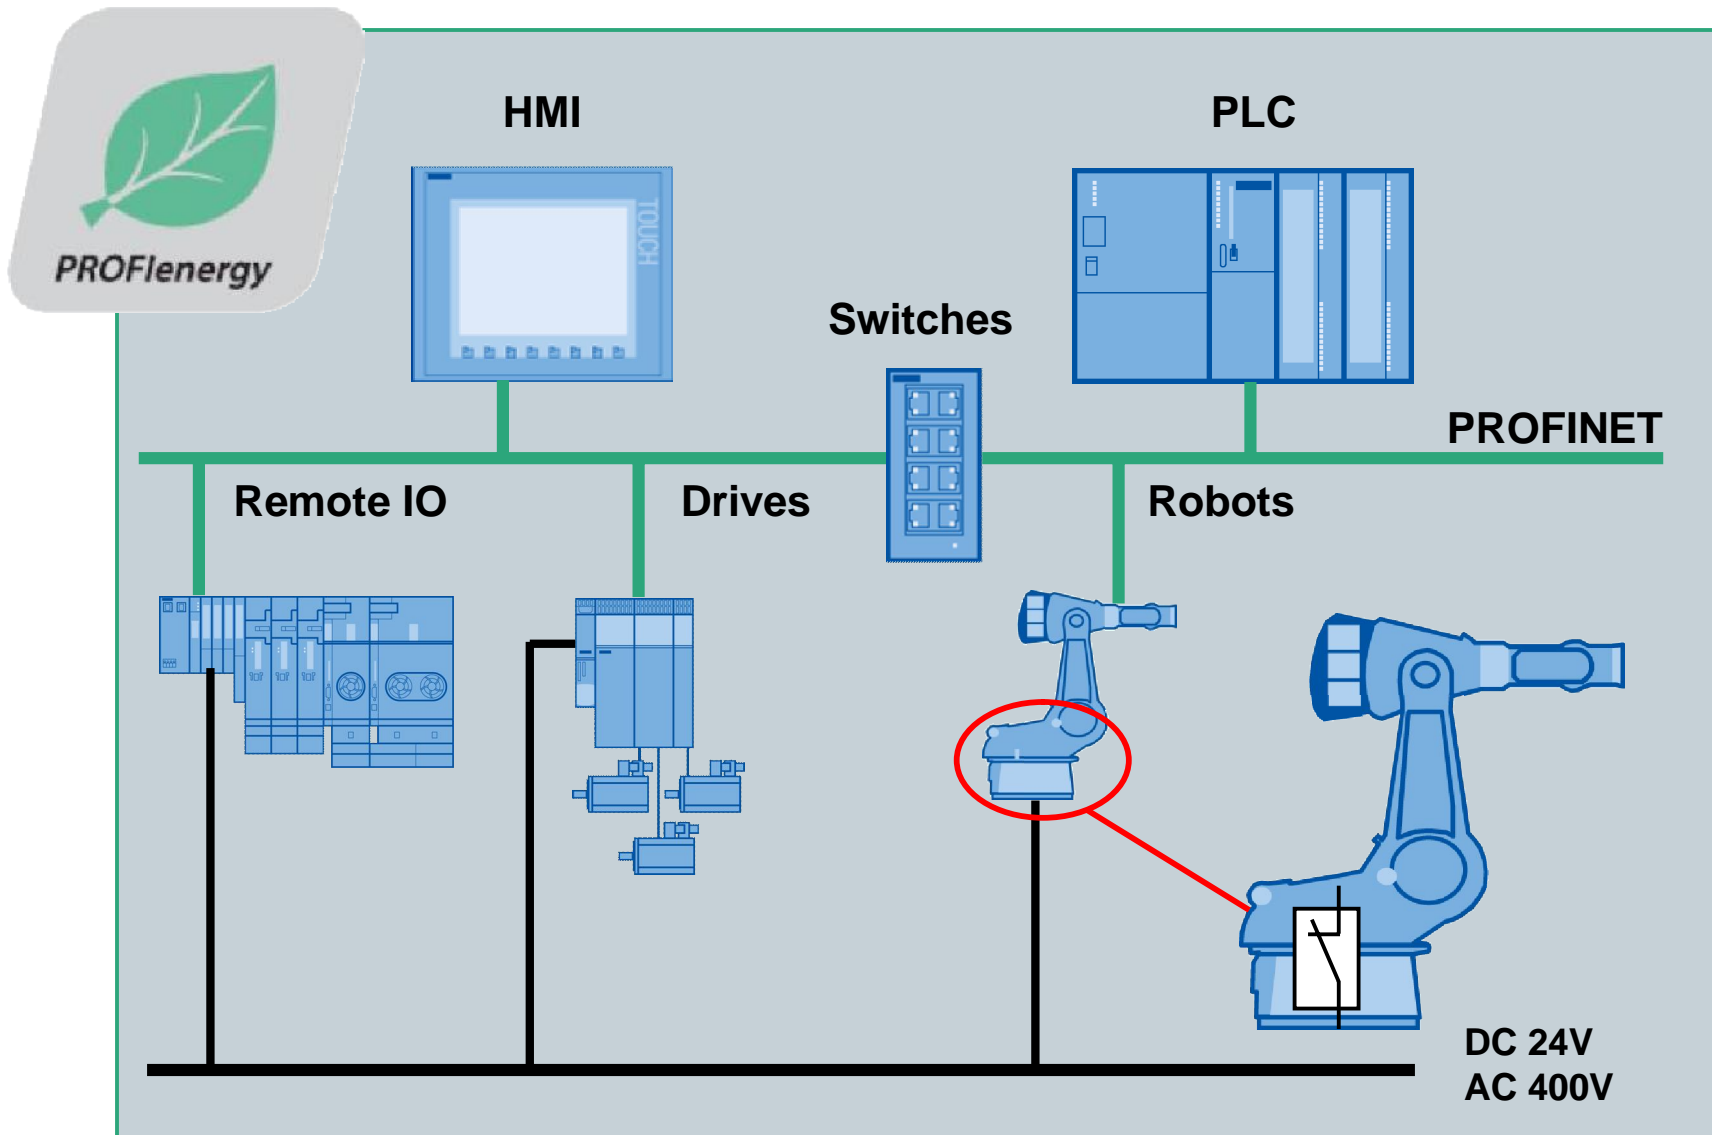 PROFIenergy
HMI
PLC
TOUCH
Switches
PROFINET
Remote IO
Drives
Robots
DC 24V
AC 400V